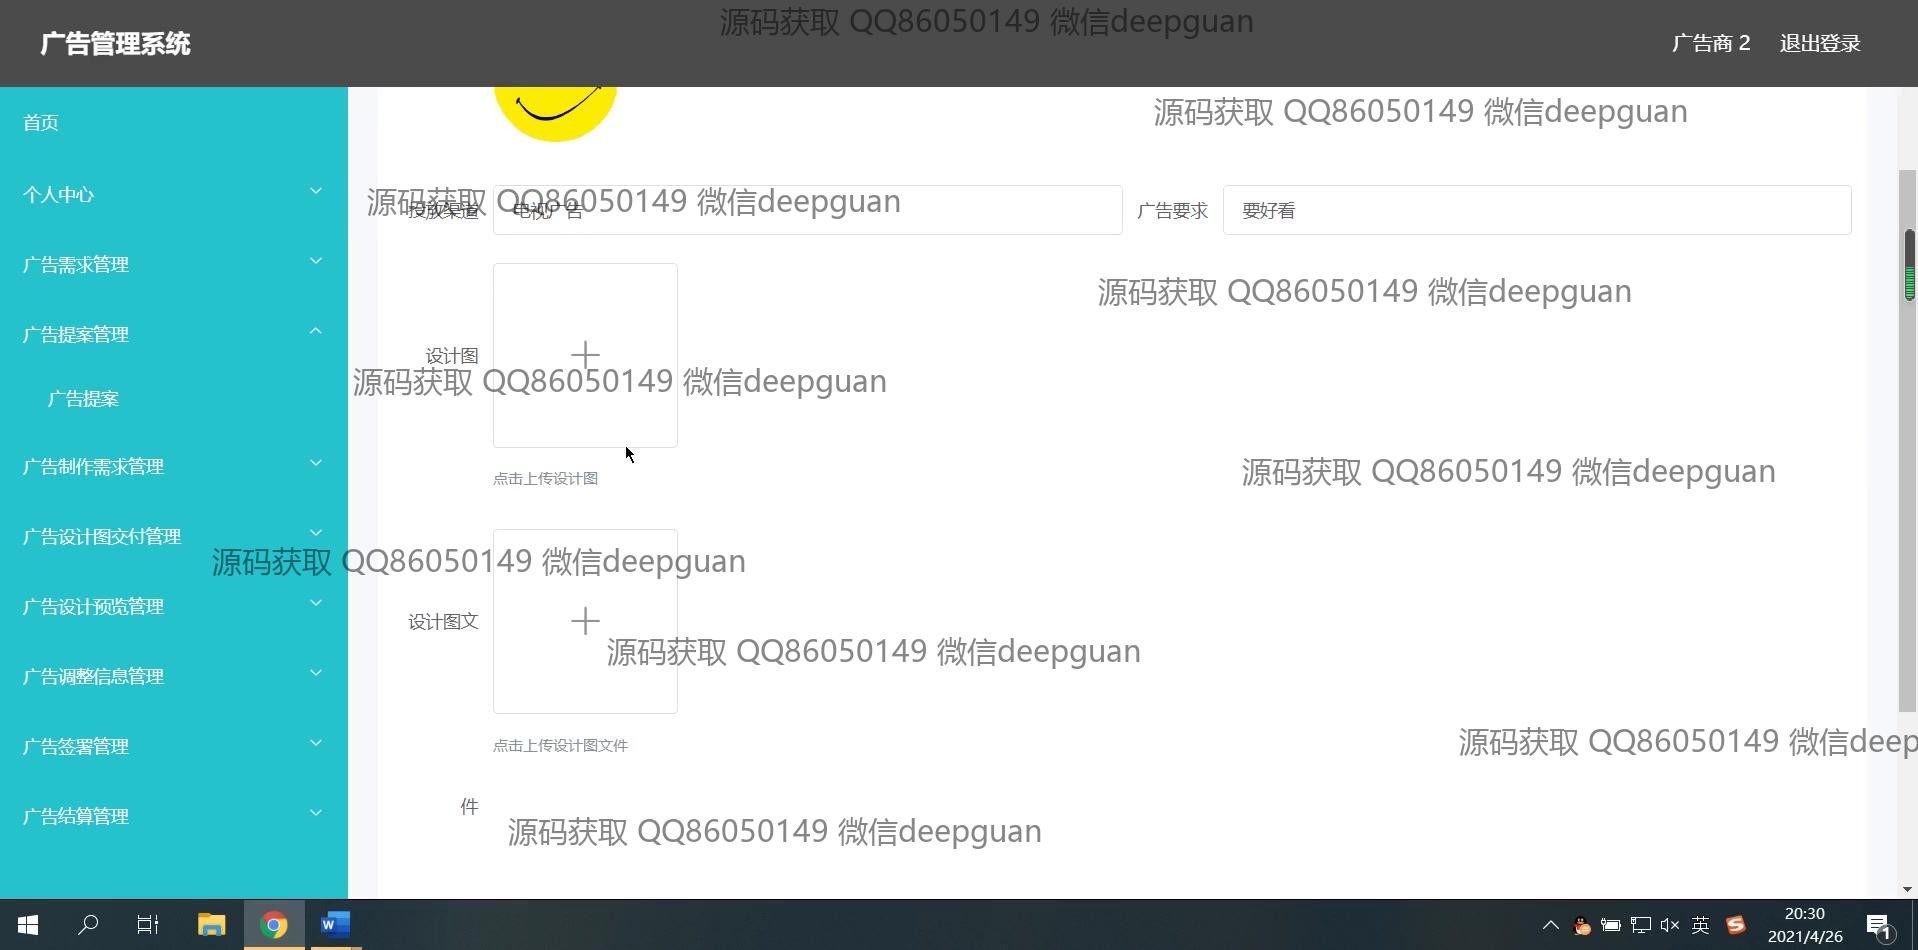 源码获取 QQ86050149 微信deepguan
广告管理系统
广告商 2
退出登录
首页
源码获取 QQ86050149 微信deepguan
个人中心
源码获取 QQ86050149 微信deepguan
投放渠道
电视广告
广告要求
要好看
广告需求管理
源码获取 QQ86050149 微信deepguan
广告提案管理
设计图
源码获取 QQ86050149 微信deepguan
广告提案
广告制作需求管理
点击上传设计图
源码获取 QQ86050149 微信deepguan
广告设计图交付管理
源码获取 QQ86050149 微信deepguan
广告设计预览管理
设计图文
源码获取 QQ86050149 微信deepguan
广告调整信息管理
广告签署管理
点击上传设计图文件
源码获取 QQ86050149 微信deep
广告结算管理
件
源码获取 QQ86050149 微信deepguan
英
20:30
2021/4/26
1